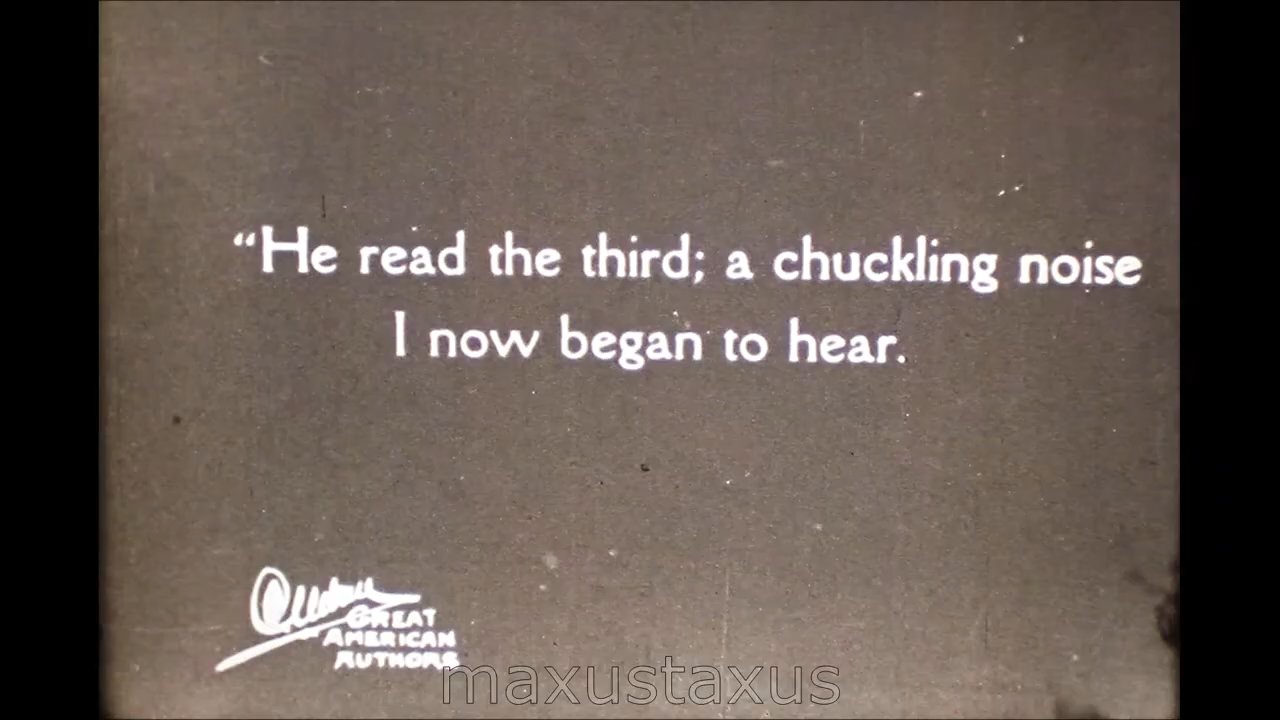 “He read the third; a chuckling noise
I now began to hear.
GREAT
AMERICAN
AUTHORS
maxustaxus